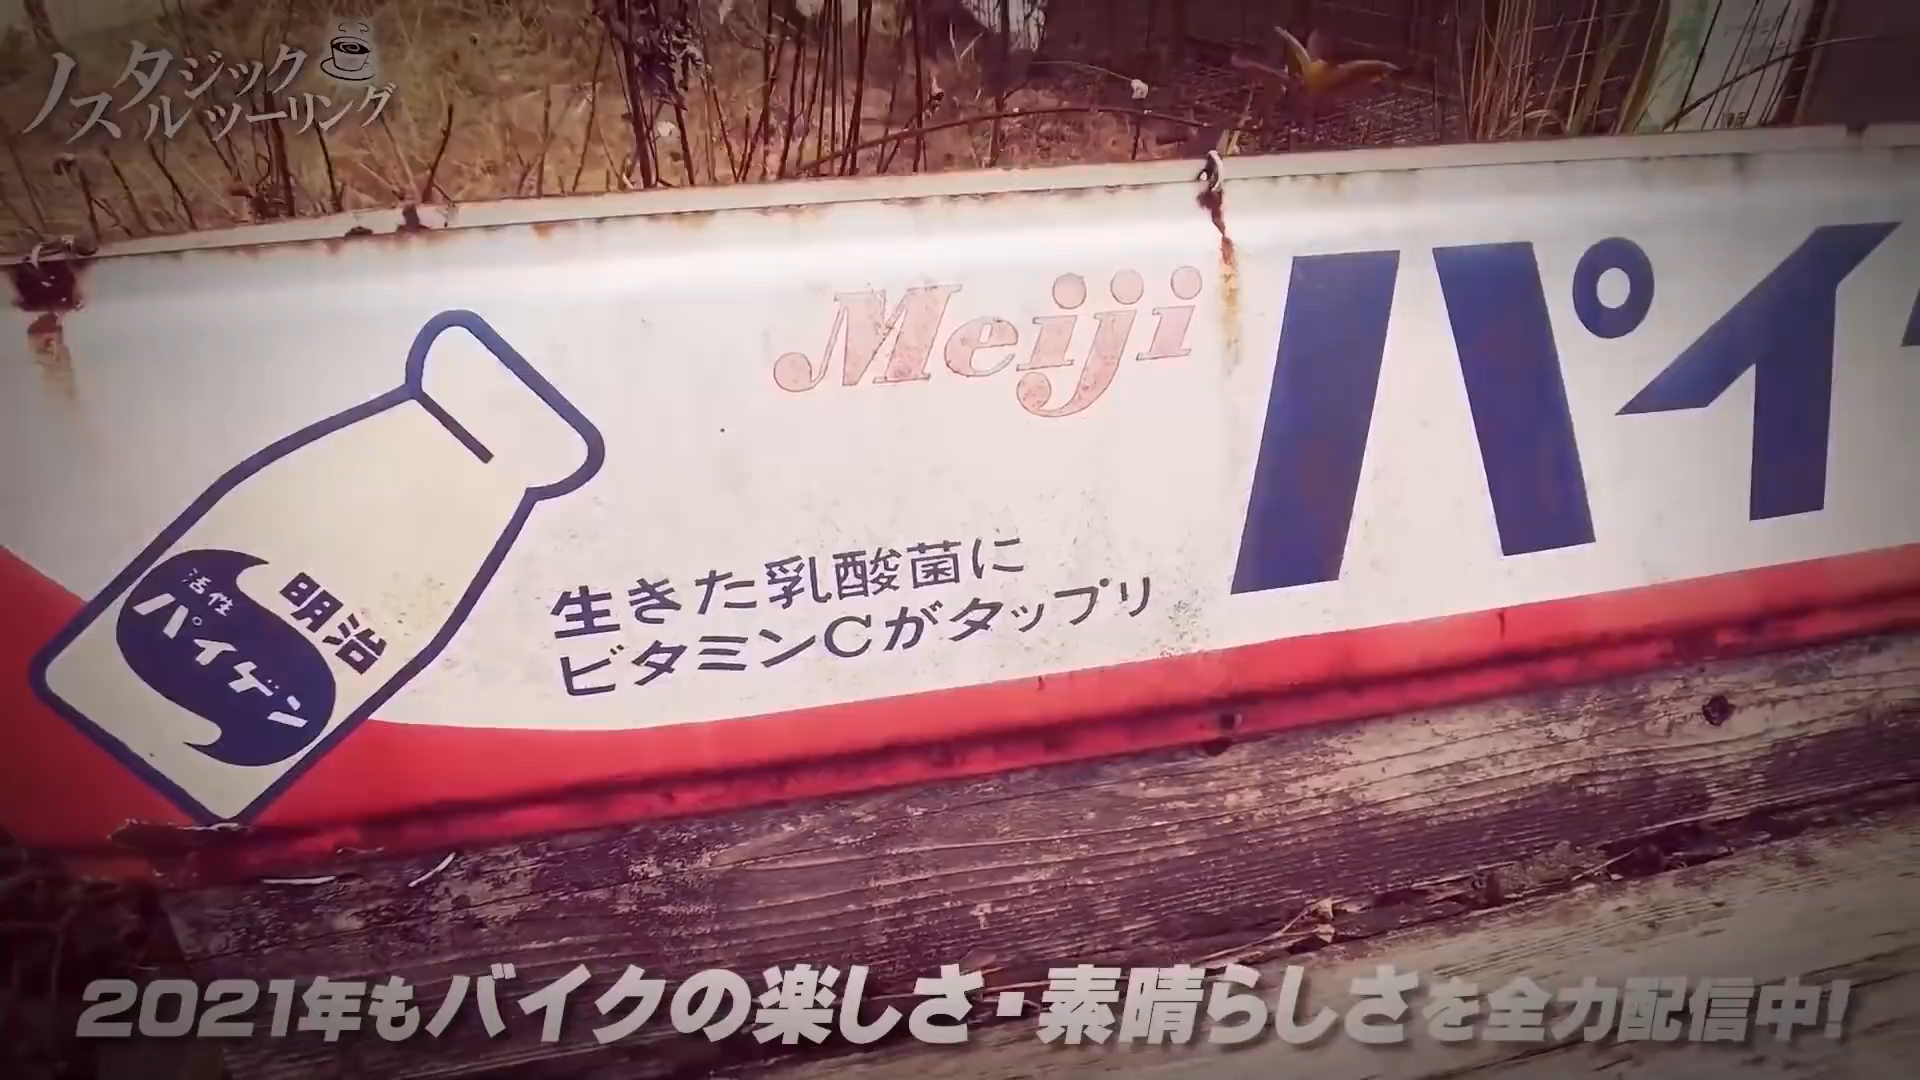 ノスタルジックツーリング
Meiji
パイ
生きた乳酸菌に
ビタミンCがタップリ
明治
活性
パイゲン
2021年もバイクの楽しさ・素晴らしさを全力配信中!